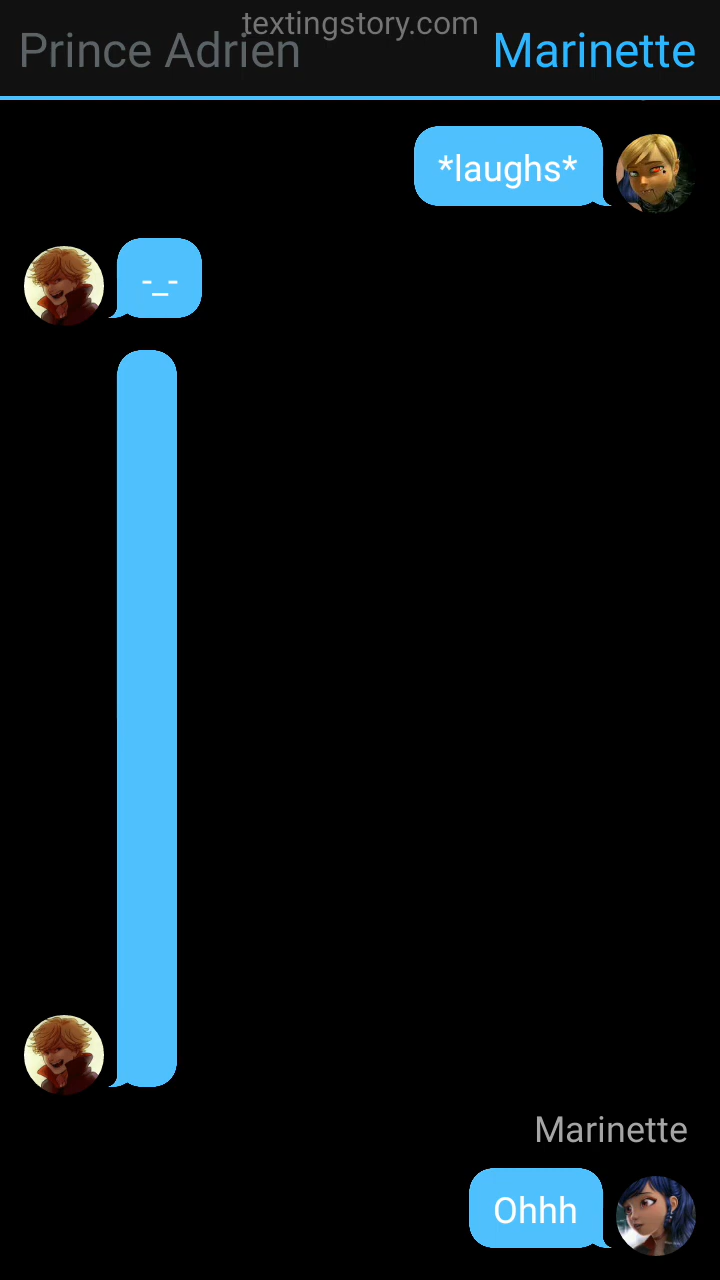 textingstory.com
Prince Adrien
Marinette
*laughs*
-_-
Marinette
Ohhh